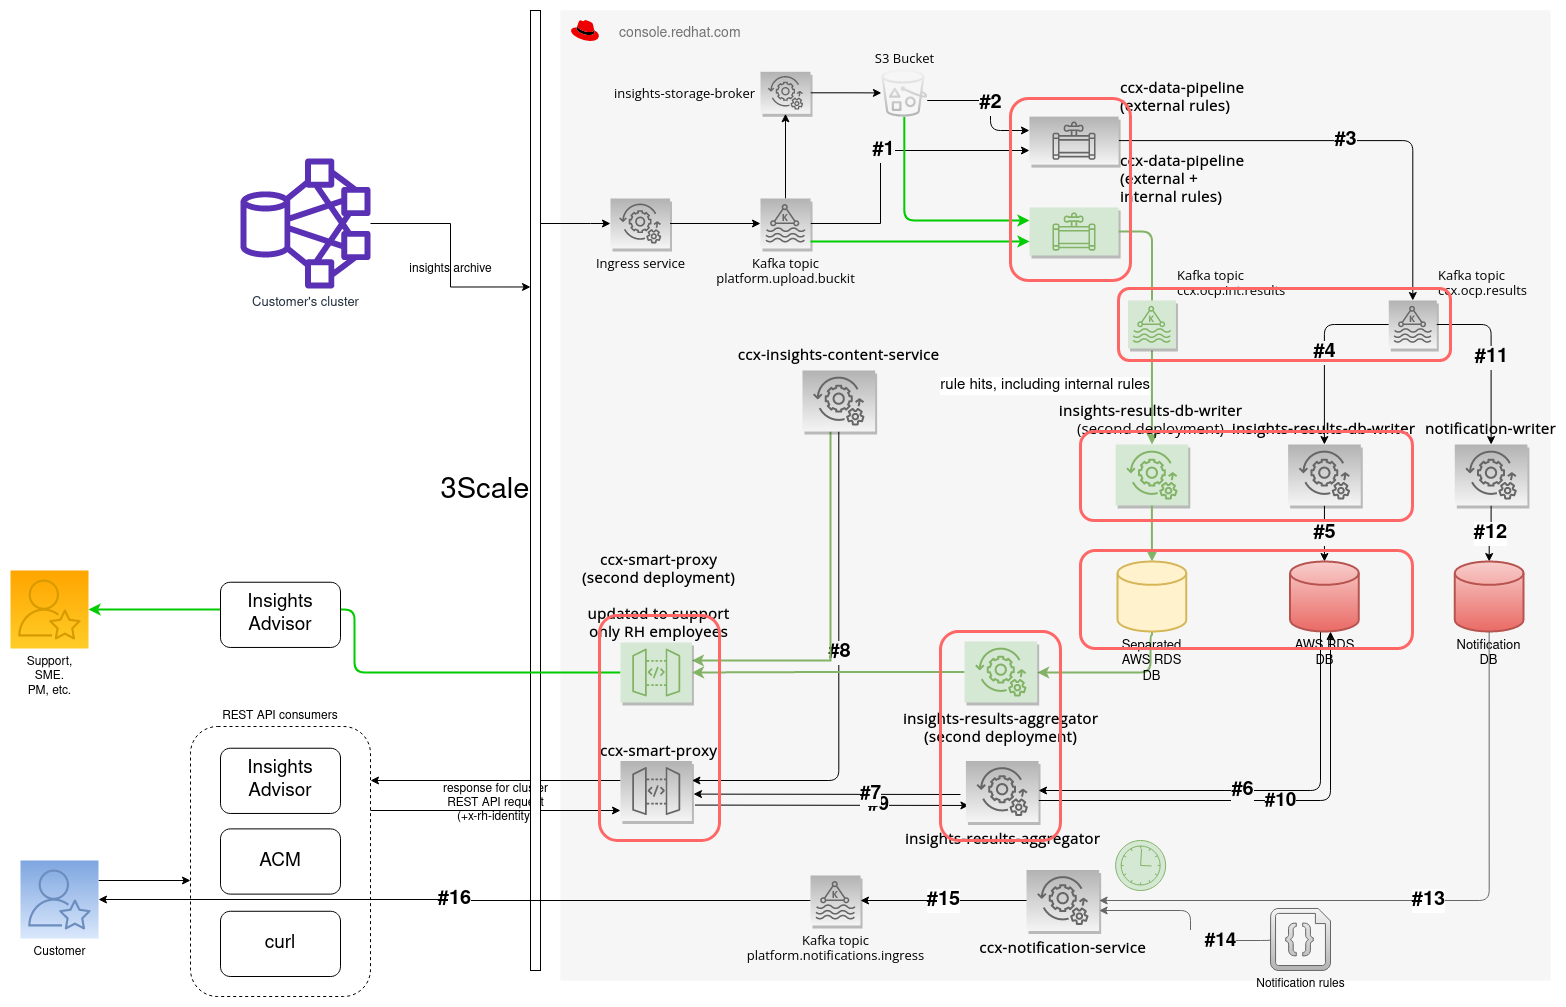 console.redhat.com
S3 Bucket
insights-storage-broker
#2
ccx-data-pipeline
(external rules)
#1
#3
ccx-data-pipeline
(external +
internal rules)
Ingress service
Kafka topic
platform.upload.buckit
insights archive
Customer's cluster
Kafka topic
ccx.ocp.int.results
Kafka topic
ccx.ocp.results
K
K
K
#4
#11
ccx-insights-content-service
rule hits, including internal rules
insights-results-db-writer
(second deployment)
insights-results-db-writer
notification-writer
3Scale
#5
#12
ccx-smart-proxy
(second deployment)
updated to support
only RH employees
Insights
Advisor
Support,
SME.
PM, etc.
#8
Separated
AWS RDS
DB
AWS RDS
DB
Notification
DB
insights-results-aggregator
(second deployment)
REST API consumers
ccx-smart-proxy
Insights
Advisor
response for cluster
REST API request
(+x-rh-identity)
#7
#9
#6
#10
insights-results-aggregator
ACM
curl
Customer
#16
K
Kafka topic
platform.notifications.ingress
#15
ccx-notification-service
#13
#14
{}
Notification rules